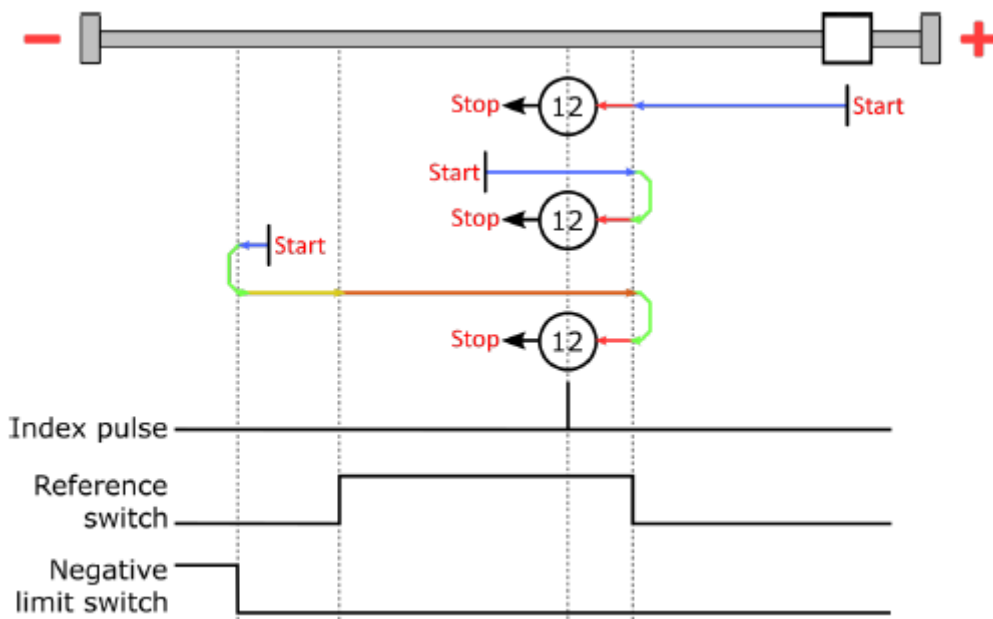 − +
Stop 12 Start
Start
Stop 12
Start
Stop 12
Index pulse
Reference
switch
Negative
limit switch